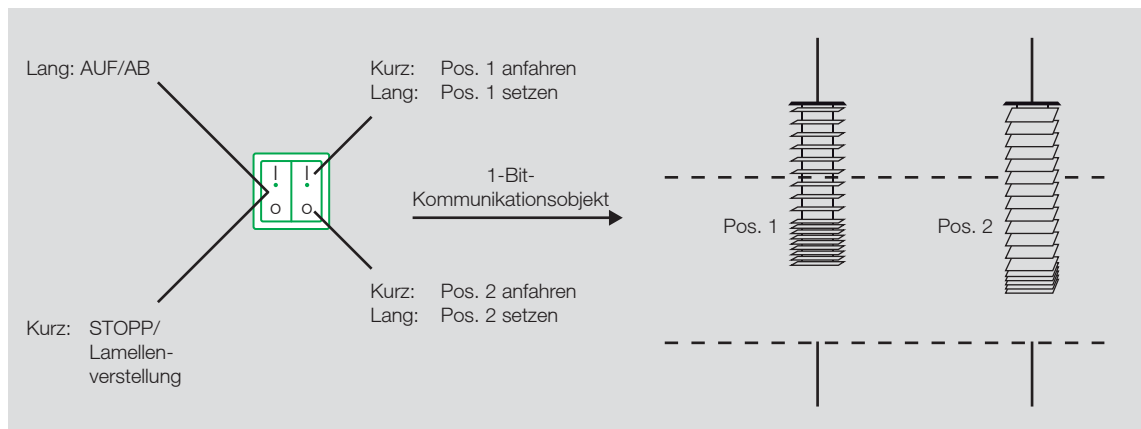 Lang: AUF/AB
Kurz: Pos. 1 anfahren
Lang: Pos. 1 setzen
I I
O O
1-Bit-
Kommunikationsobjekt
Pos. 1
Pos. 2
Kurz: Pos. 2 anfahren
Lang: Pos. 2 setzen
Kurz: STOPP/
Lamellen-
verstellung